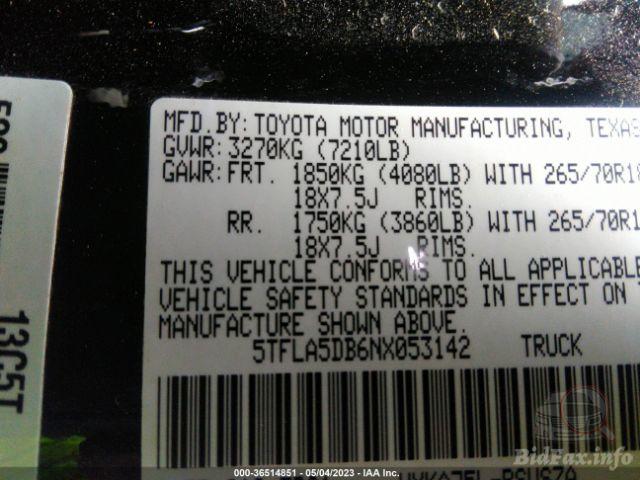 MFD.BY: TOYOTA MOTOR MANUFACTURING, TEXAS
GVWR: 3270KG (7210LB)
GAWR: FRT. 1850KG (4080LB) WITH 265/70R18
18X7.5J RIMS.
RR. 1750KG (3860LB) WITH 265/70R1
18X7.5J RIMS.
THIS VEHICLE CONFORMS TO ALL APPLICABLE
VEHICLE SAFETY STANDARDS IN EFFECT ON
MANUFACTURE SHOWN ABOVE.
5TFLA5DB6NX053142 TRUCK
13C5T
BidFax.info
000-36514851 - 05/04/2023 - IAA Inc.